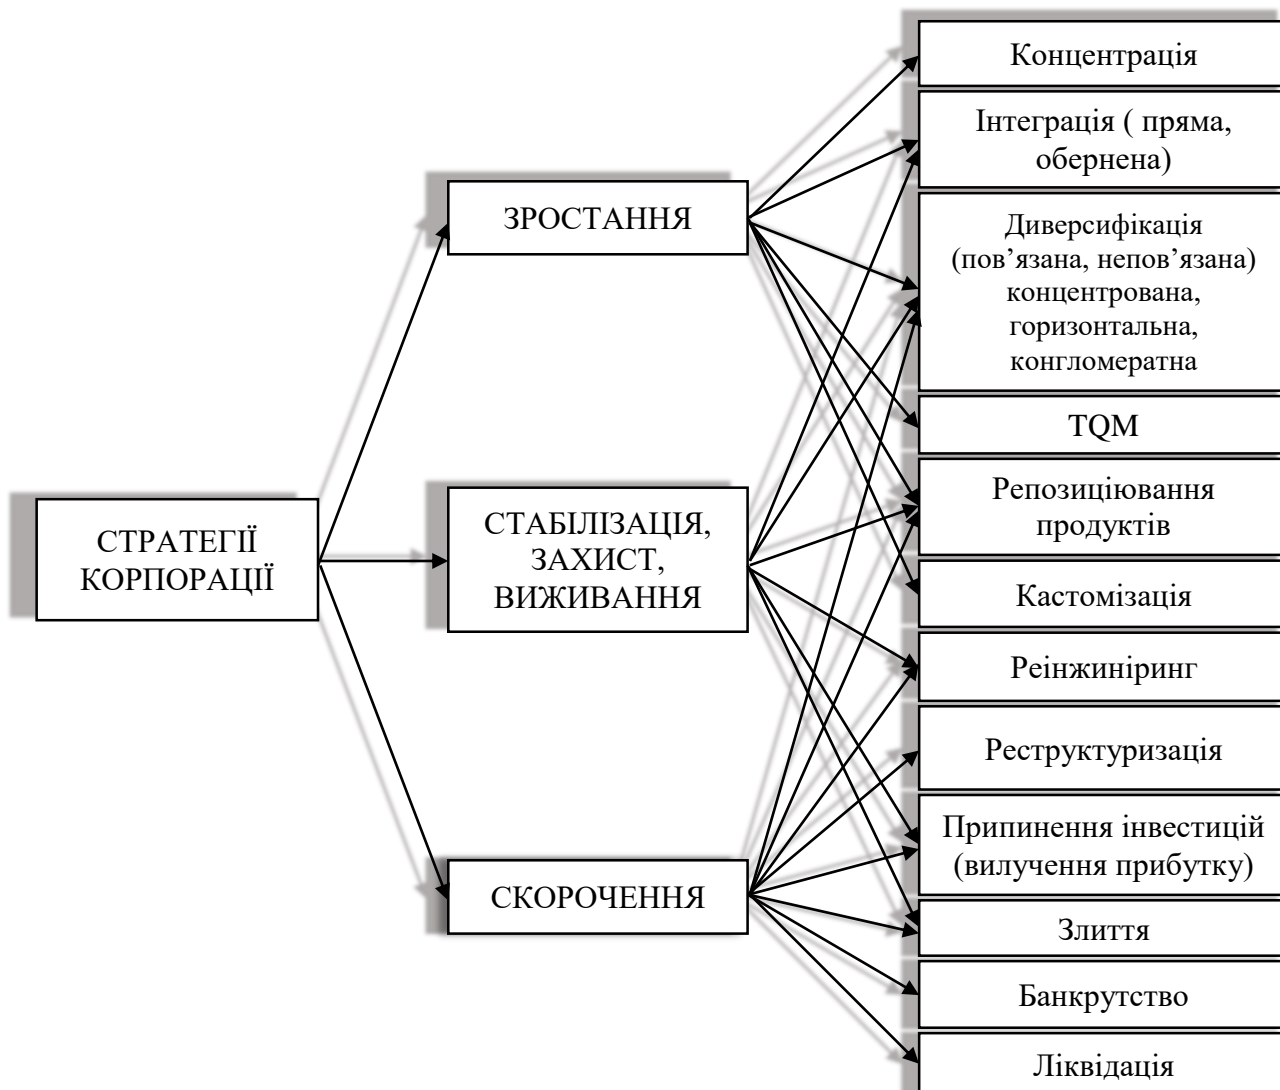 СТРАТЕГІЇ
КОРПОРАЦІЇ
ЗРОСТАННЯ
СТАБІЛІЗАЦІЯ,
ЗАХИСТ,
ВИЖИВАННЯ
СКОРОЧЕННЯ
Концентрація
Інтеграція ( пряма,
обернена)
Диверсифікація
(пов’язана, непов’язана)
концентрована,
горизонтальна,
конгломератна
TQM
Репозиціювання
продуктів
Кастомізація
Реінжиніринг
Реструктуризація
Припинення інвестицій
(вилучення прибутку)
Злиття
Банкрутство
Ліквідація